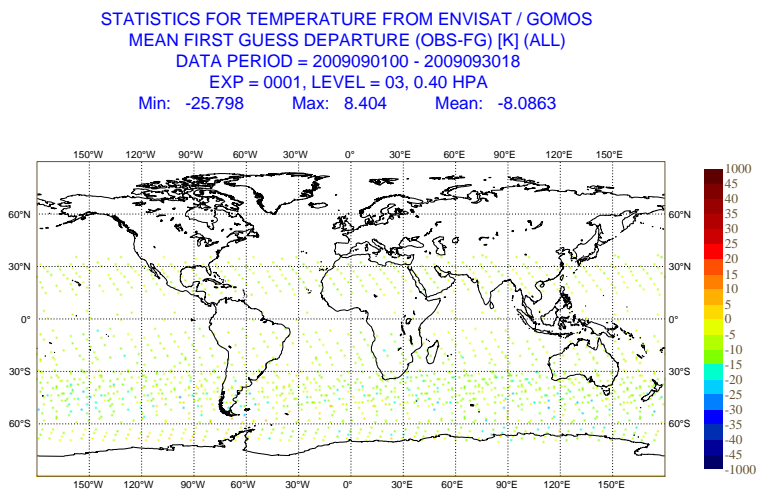 STATISTICS FOR TEMPERATURE FROM ENVISAT / GOMOS
MEAN FIRST GUESS DEPARTURE (OBS-FG) [K] (ALL)
DATA PERIOD = 2009090100 - 2009093018
EXP = 0001, LEVEL = 03, 0.40 HPA
Min: -25.798 Max: 8.404 Mean: -8.0863
150°W 120°W 90°W 60°W 30°W 0° 30°E 60°E 90°E 120°E 150°E
60°N 60°N
30°N 30°N
0° 0°
30°S 30°S
60°S 60°S
150°W 120°W 90°W 60°W 30°W 0° 30°E 60°E 90°E 120°E 150°E
1000
45
40
35
30
25
20
15
10
5
0
-5
-10
-15
-20
-25
-30
-35
-40
-45
-1000